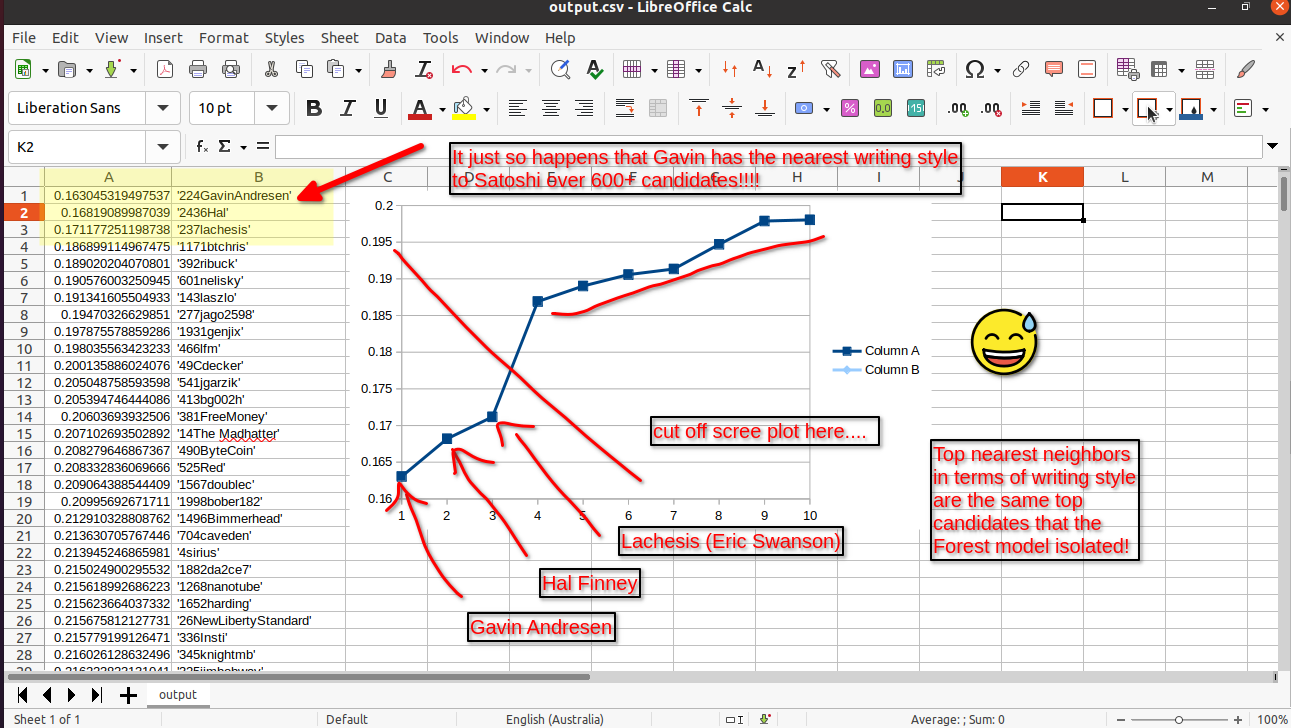 output.csv - LibreOffice Calc
File Edit View Insert Format Styles Sheet Data Tools Window Help
Liberation Sans 10 pt
K2
It just so happens that Gavin has the nearest writing style
to Satoshi over 600+ candidates!!!!
A B C D E F G H I J K L M
1 0.163045319497537 '224GavinAndresen'
2 0.16819089987039 '2436Hal'
3 0.171177251198738 '237lachesis'
4 0.186899114967475 '1171btchris'
5 0.189020204070801 '392ribuck'
6 0.190576003250945 '601nelisky'
7 0.191341605504933 '143laszlo'
8 0.19470326629851 '277jago2598'
9 0.197875578859286 '1931genjix'
10 0.198035563423233 '466lfm'
11 0.200135886024076 '49Cdecker'
12 0.205048758593598 '541jgarzik'
13 0.205394746444086 '413bg002h'
14 0.20603693932506 '381FreeMoney'
15 0.207102693502892 '14The Madhatter'
16 0.208279646867367 '490ByteCoin'
17 0.208332836069666 '525Red'
18 0.209064388544409 '1567doublec'
19 0.20995692671711 '1998bober182'
20 0.212910328808762 '1496Bimmerhead'
21 0.213630705767446 '704caveden'
22 0.213945246865981 '4sirius'
23 0.215024900295532 '1882da2ce7'
24 0.215618992686223 '1268nanotube'
25 0.215623664037332 '1652harding'
26 0.215675812127731 '26NewLibertyStandard'
27 0.215779199126471 '336Insti'
28 0.216026128632496 '345knightmb'
0.2
0.195
0.19
0.185
0.18
0.175
0.17
0.165
0.16
1 2 3 4 5 6 7 8 9 10
Column A
Column B
cut off scree plot here....
Lachesis (Eric Swanson)
Hal Finney
Gavin Andresen
Top nearest neighbors
in terms of writing style
are the same top
candidates that the
Forest model isolated!
output
Sheet 1 of 1 Default English (Australia) Average: ; Sum: 0 100%